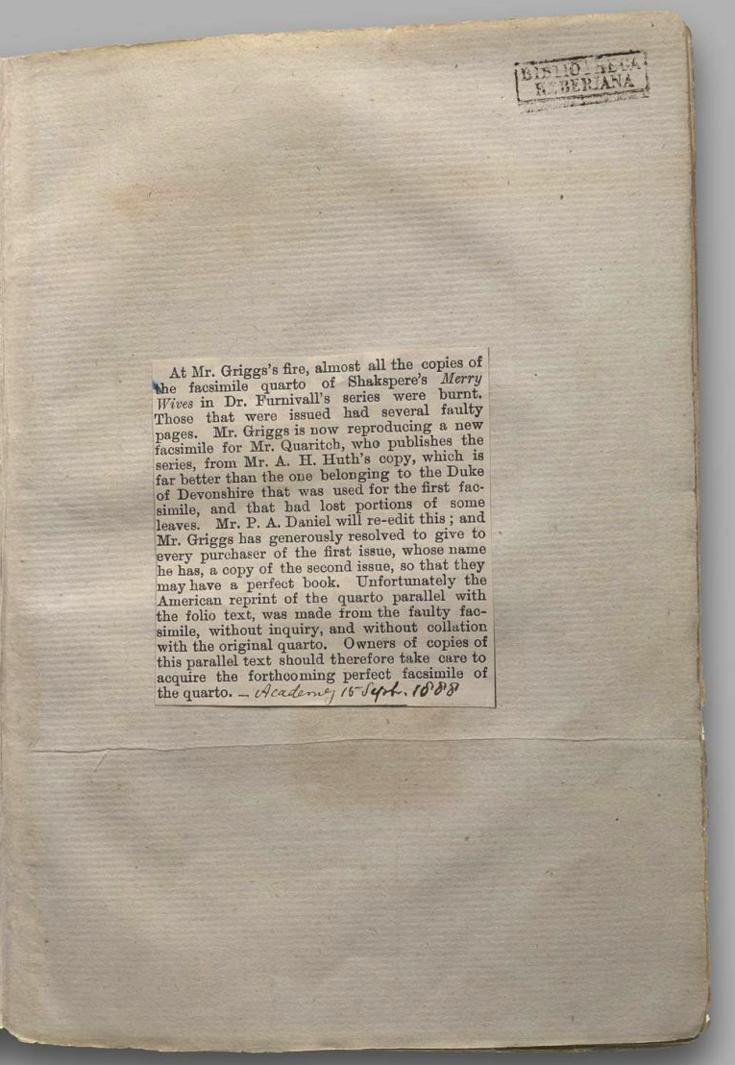 BIBLIOTHECA
HEBERIANA
At Mr. Griggs's fire, almost all the copies of
the facsimile quarto of Shakspere's Merry
Wives in Dr. Furnivall's series were burnt.
Those that were issued had several faulty
pages. Mr. Griggs is now reproducing a new
facsimile for Mr. Quaritch, who publishes the
series, from Mr. A. H. Huth's copy, which is
far better than the one belonging to the Duke
of Devonshire that was used for the first fac-
simile, and that had lost portions of some
leaves. Mr. P. A. Daniel will re-edit this; and
Mr. Griggs has generously resolved to give to
every purchaser of the first issue, whose name
he has, a copy of the second issue, so that they
may have a perfect book. Unfortunately the
American reprint of the quarto parallel with
the folio text, was made from the faulty fac-
simile, without inquiry, and without collation
with the original quarto. Owners of copies of
this parallel text should therefore take care to
acquire the forthcoming perfect facsimile of
the quarto. — Academy 15 Sept. 1888